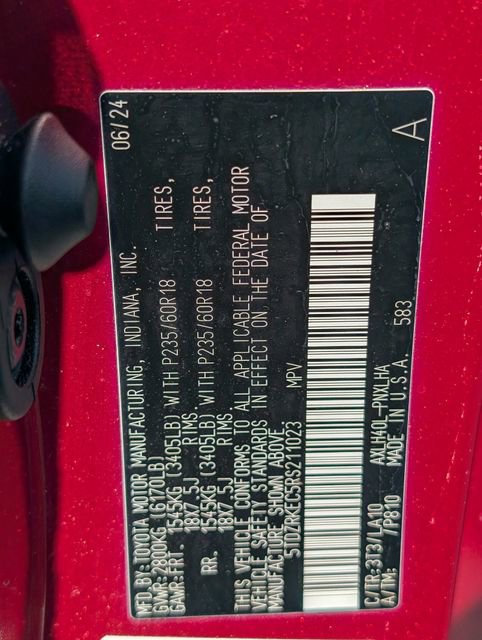 MFD.BY:TOYOTA MOTOR MANUFACTURING, INDIANA, INC. 06/24
GVWR:2800KG (6170LB)
GAWR:FRT. 1545KG (3405LB) WITH P235/60R18 TIRES,
18X7.5J RIMS
RR. 1545KG (3405LB) WITH P235/60R18 TIRES,
18X7.5J RIMS
THIS VEHICLE CONFORMS TO ALL APPLICABLE FEDERAL MOTOR
VEHICLE SAFETY STANDARDS IN EFFECT ON THE DATE OF
MANUFACTURE SHOWN ABOVE.
5TDZRKEC5RS211023 MPV
C/TR:3T3/LA10 AXLH40L-PNXLHA
A/TM: /P810 MADE IN U.S.A. 583
A